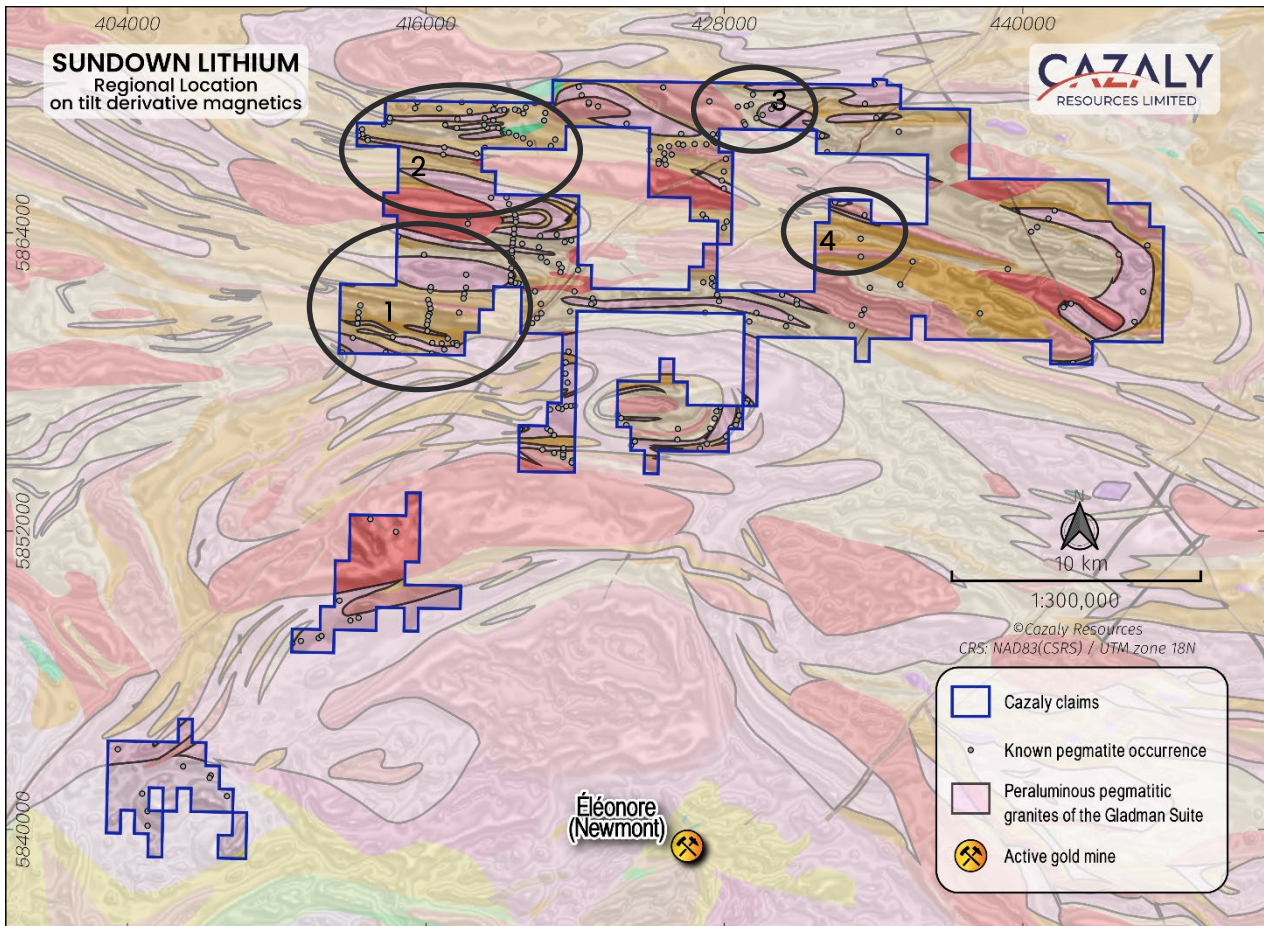 404000
416000
428000
440000
SUNDOWN LITHIUM
Regional Location
on tilt derivative magnetics
CAZALY
RESOURCES LIMITED
3
2
5864000
4
1
5852000
N
10 km
1:300,000
©Cazaly Resources
CRS: NAD83(CSRS) / UTM zone 18N
Cazaly claims
Known pegmatite occurrence
Peraluminous pegmatitic
granites of the Gladman Suite
Active gold mine
Éléonore
(Newmont)
5840000